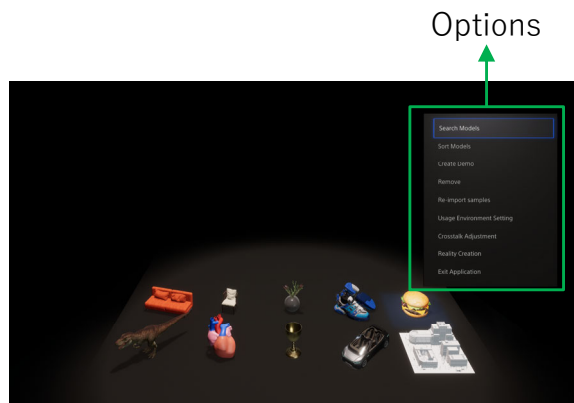 Options
Search Models
Sort Models
Create Demo
Remove
Re-import samples
Usage Environment Setting
Crosstalk Adjustment
Reality Creation
Exit Application